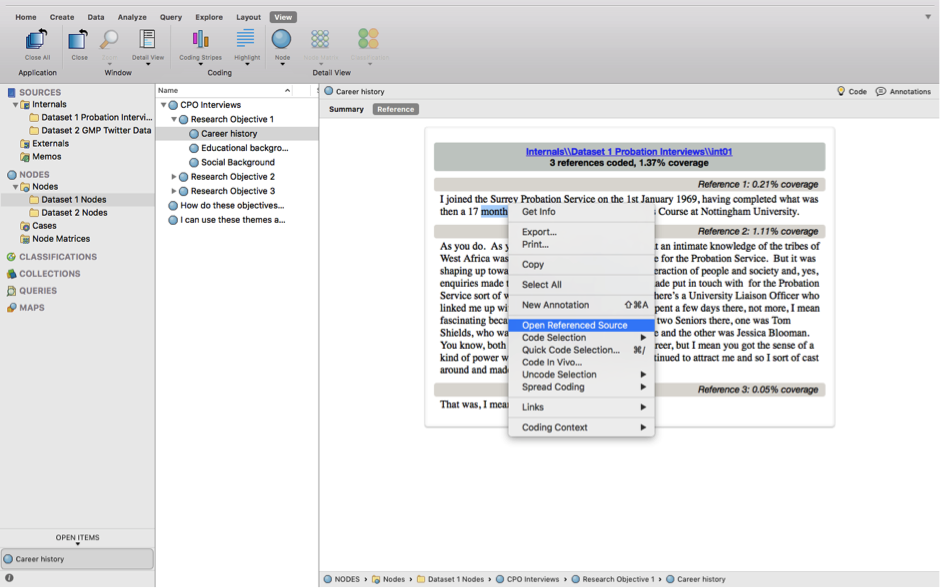 Home Create Data Analyze Query Explore Layout View
Close All Close Detail View Coding Stripes Highlight Node
Application Window Coding Detail View
SOURCES
Internals
Dataset 1 Probation Intervi...
Dataset 2 GMP Twitter Data
Externals
Memos
NODES
Nodes
Dataset 1 Nodes
Dataset 2 Nodes
Cases
Node Matrices
CLASSIFICATIONS
COLLECTIONS
QUERIES
MAPS
OPEN ITEMS
Career history
Name
CPO Interviews
Research Objective 1
Career history
Educational backgro...
Social Background
Research Objective 2
Research Objective 3
How do these objectives...
I can use these themes a...
Career history Code Annotations
Summary Reference
Internals\\Dataset 1 Probation Interviews\\int01
3 references coded, 1.37% coverage
Reference 1: 0.21% coverage
I joined the Surrey Probation Service on the 1st January 1969, having completed what was
then a 17 month Course at Nottingham University.
Reference 2: 1.11% coverage
As you do. As t an intimate knowledge of the tribes of
West Africa was e for the Probation Service. But it was
shaping up towa eraction of people and society and, yes,
enquiries made t ade put in touch with for the Probation
Service sort of w here's a University Liaison Officer who
linked me up wi pent a few days there, not more, I mean
fascinating beca two Seniors there, one was Tom
Shields, who wa e and the other was Jessica Blooman.
You know, both reer, but I mean you got the sense of a
kind of power w tinued to attract me and so I sort of cast
around and made
Reference 3: 0.05% coverage
That was, I mea
Get Info
Export...
Print...
Copy
Select All
New Annotation ⇧⌘A
Open Referenced Source
Code Selection
Quick Code Selection... ⌘/
Code In Vivo...
Uncode Selection
Spread Coding
Links
Coding Context
NODES › Nodes › Dataset 1 Nodes › CPO Interviews › Research Objective 1 › Career history